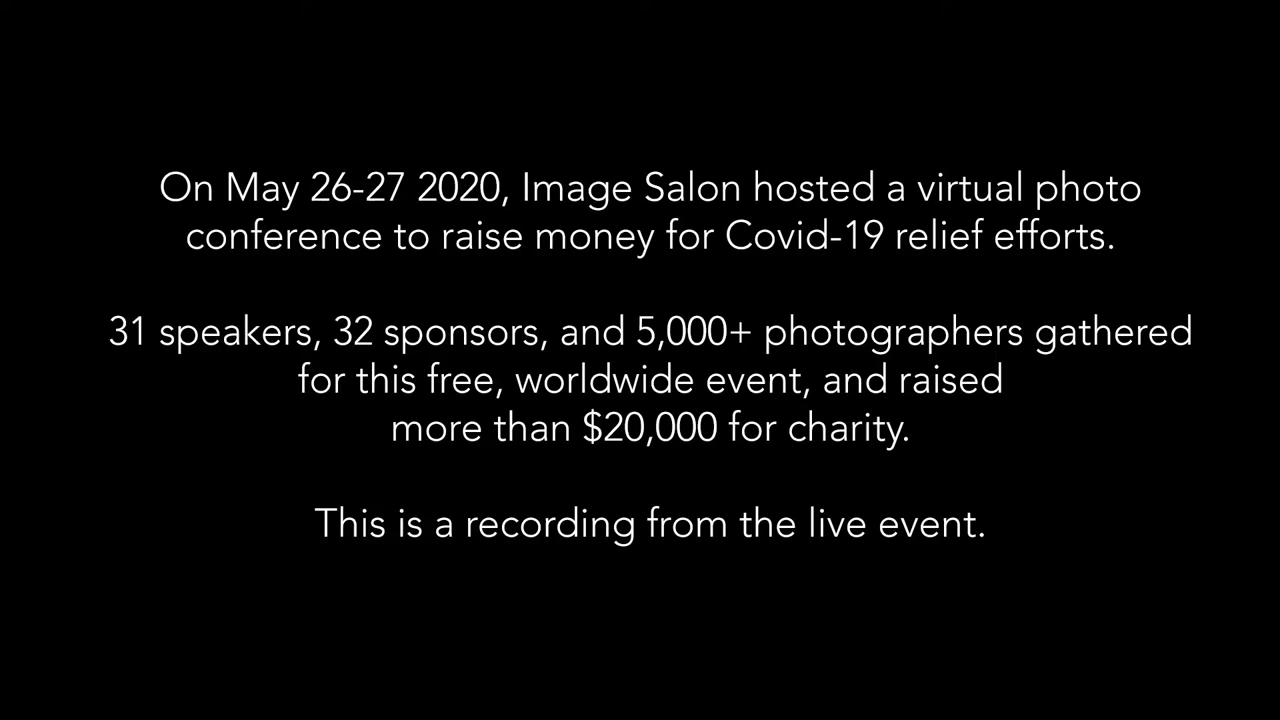 On May 26-27 2020, Image Salon hosted a virtual photo
conference to raise money for Covid-19 relief efforts.
31 speakers, 32 sponsors, and 5,000+ photographers gathered
for this free, worldwide event, and raised
more than $20,000 for charity.
This is a recording from the live event.